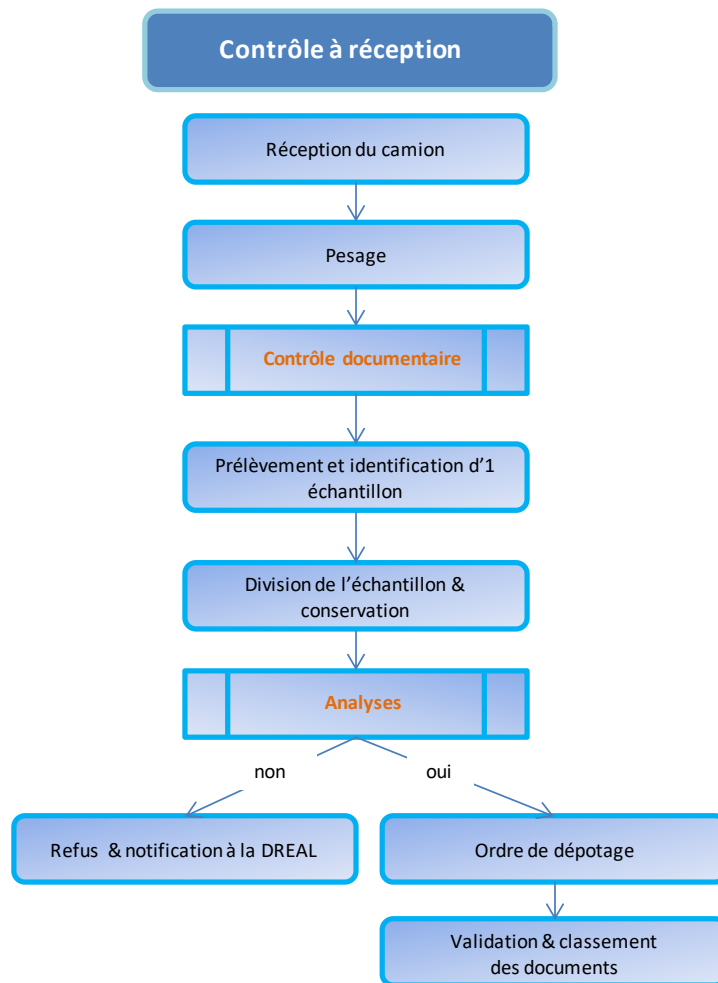 Contrôle à réception
Réception du camion
Pesage
Contrôle documentaire
Prélèvement et identification d'1
échantillon
Division de l'échantillon &
conservation
Analyses
non
oui
Refus & notification à la DREAL
Ordre de dépotage
Validation & classement
des documents